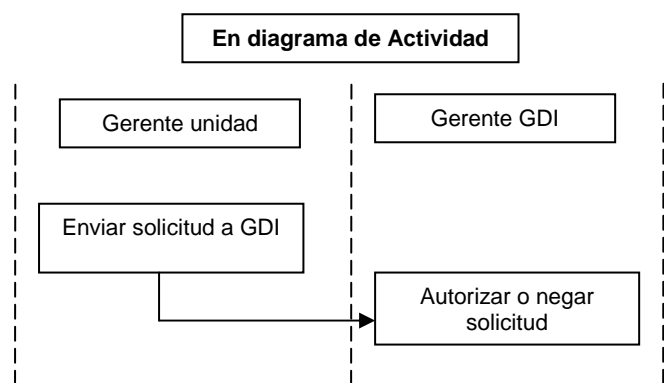 En diagrama de Actividad
Gerente unidad
Gerente GDI
Enviar solicitud a GDI
Autorizar o negar
solicitud